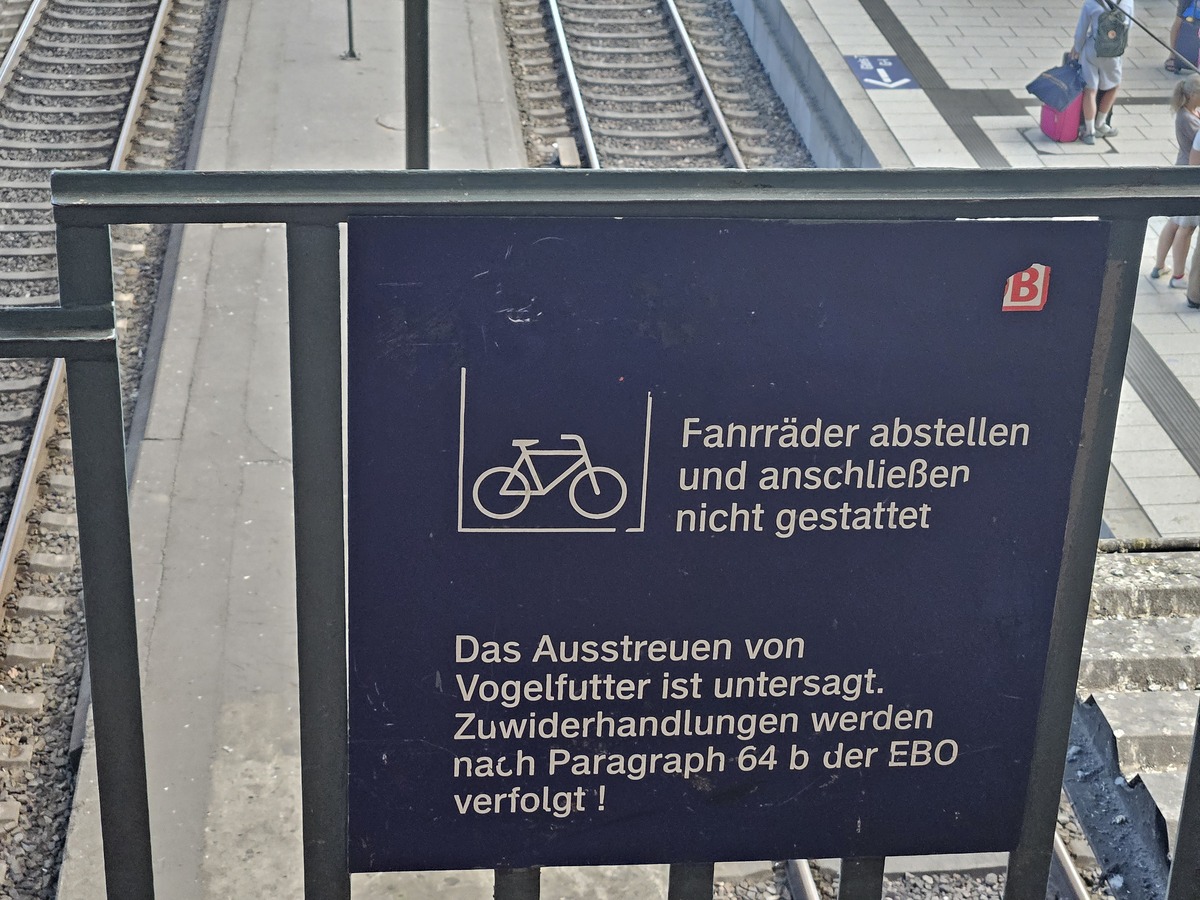 B
Fahrräder abstellen
und anschließen
nicht gestattet
Das Ausstreuen von
Vogelfutter ist untersagt.
Zuwiderhandlungen werden
nach Paragraph 64 b der EBO
verfolgt !